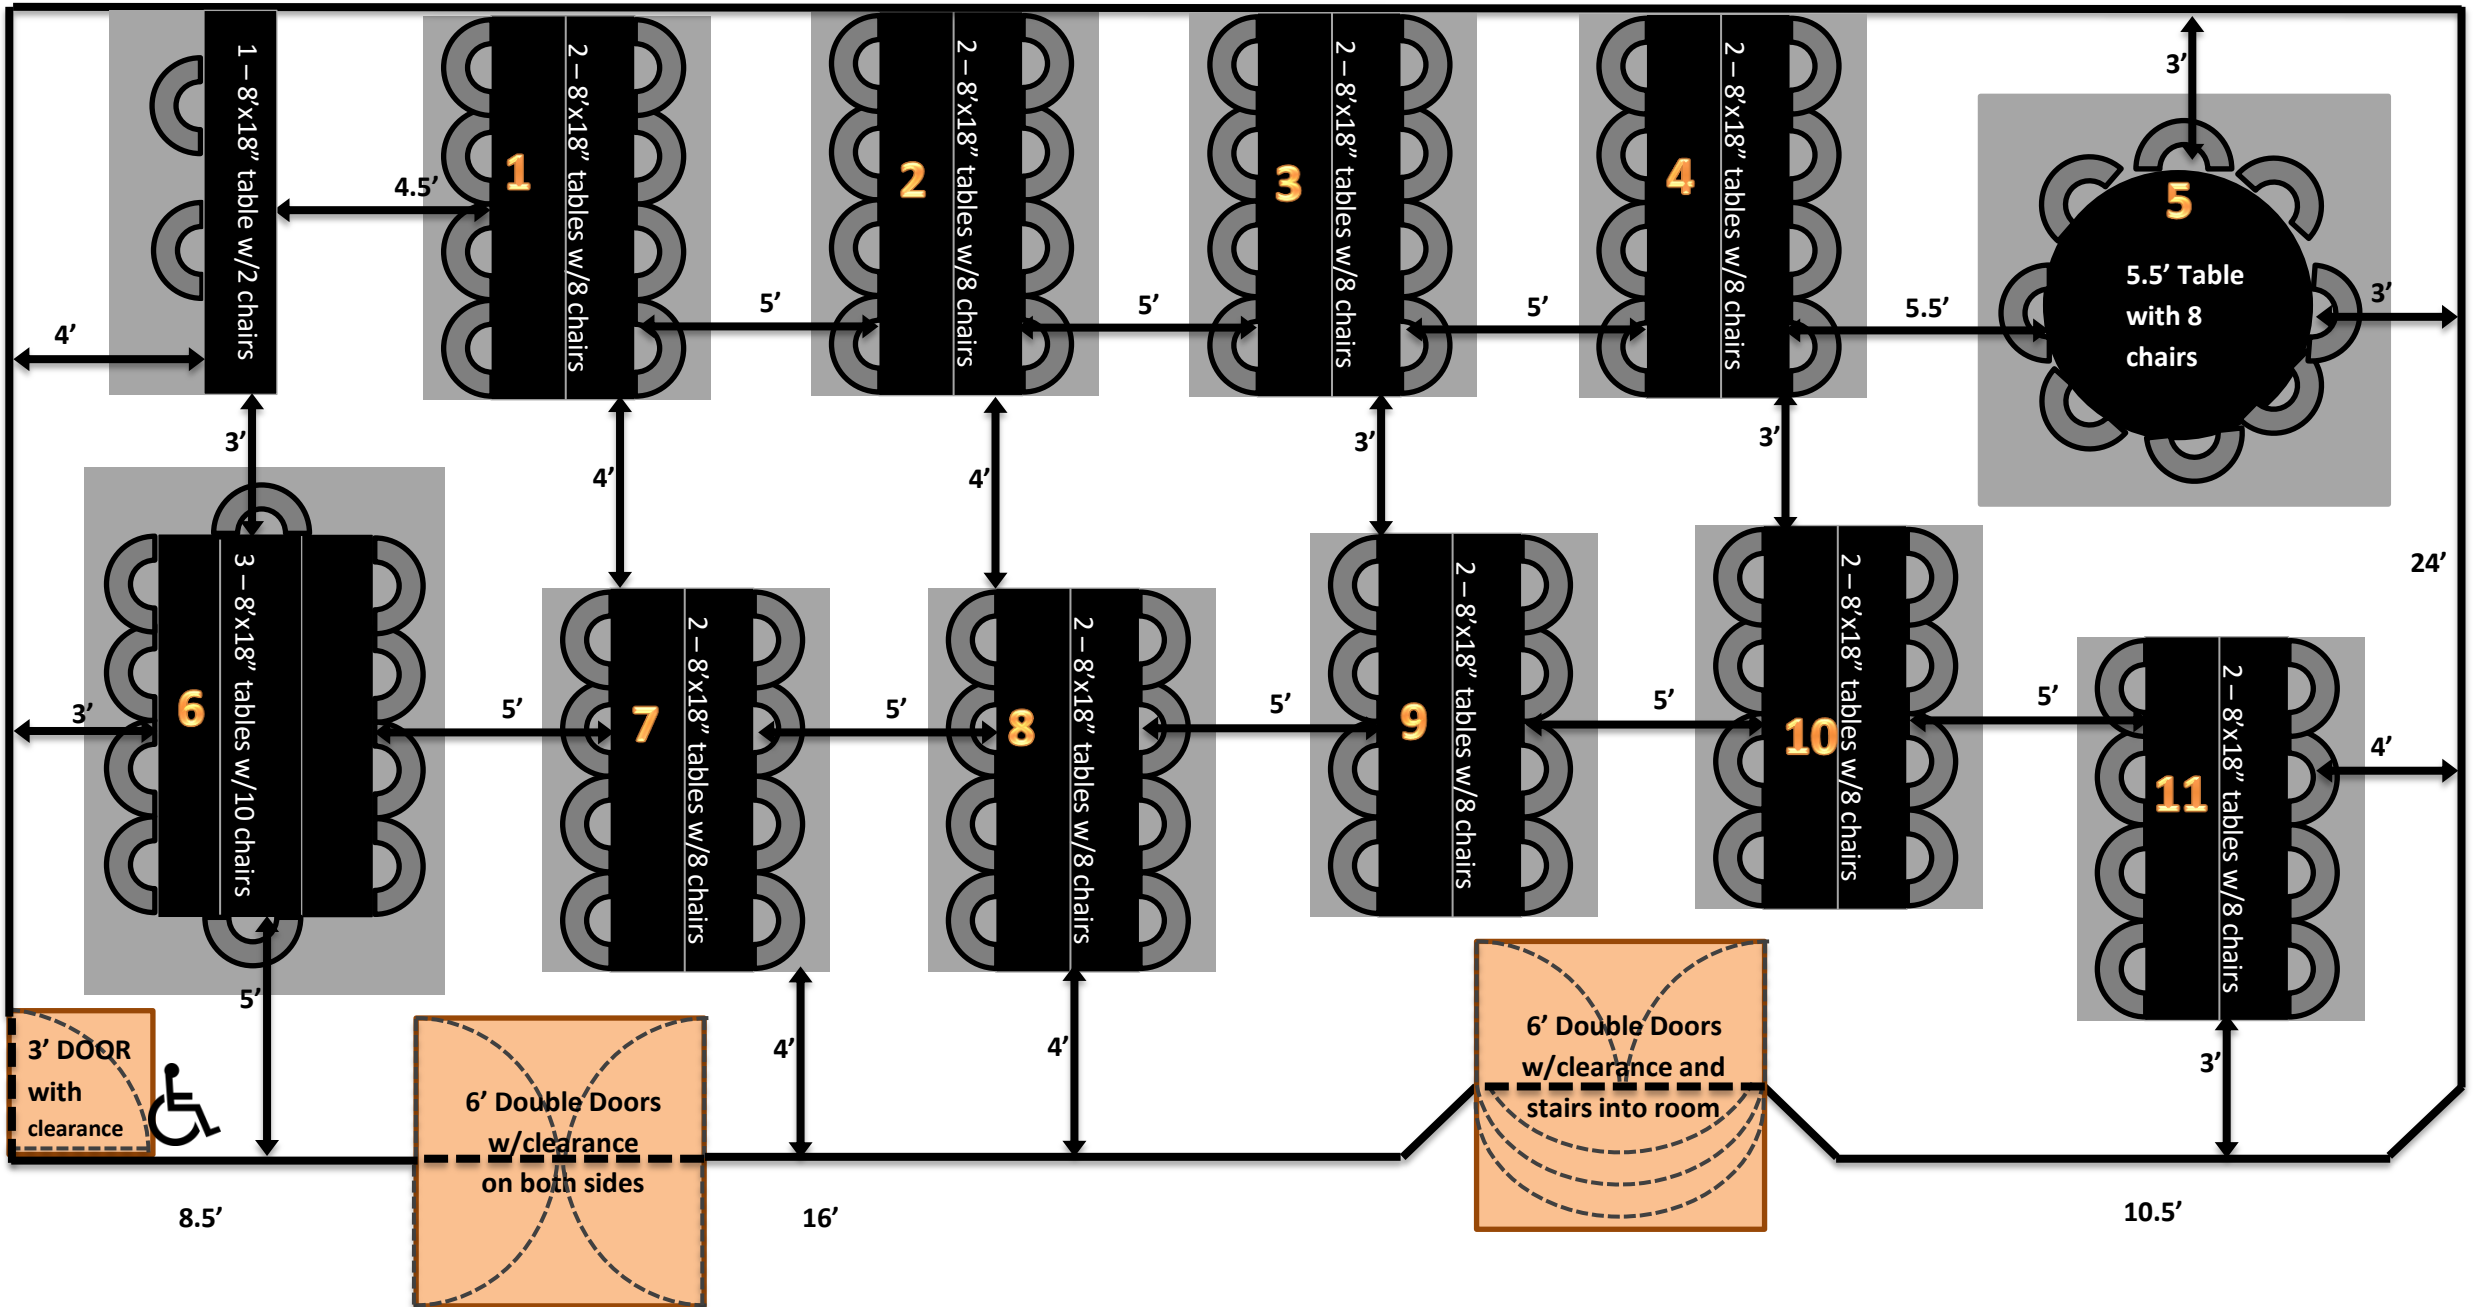 1 – 8'x18” table w/2 chairs
4.5’
1
2 – 8'x18” tables w/8 chairs
5’
2
2 – 8'x18” tables w/8 chairs
5’
3
2 – 8'x18” tables w/8 chairs
5’
4
2 – 8'x18” tables w/8 chairs
5.5’
3’
5
5.5’ Table
with 8
chairs
3’
4’
3’
4’
4’
3’
3’
24’
3’
6
3 – 8'x18” tables w/10 chairs
5’
7
2 – 8'x18” tables w/8 chairs
5’
8
2 – 8'x18” tables w/8 chairs
5’
9
2 – 8'x18” tables w/8 chairs
5’
10
2 – 8'x18” tables w/8 chairs
5’
11
2 – 8'x18” tables w/8 chairs
4’
5’
4’
4’
3’
3’ DOOR
with
clearance
6’ Double Doors
w/clearance
on both sides
6’ Double Doors
w/clearance and
stairs into room
8.5’
16’
10.5’